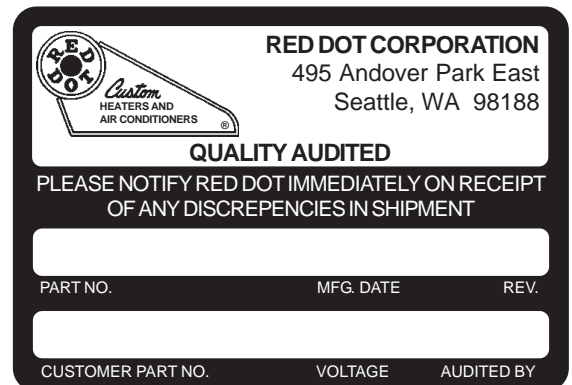 RED DOT
Custom
HEATERS AND
AIR CONDITIONERS ®
RED DOT CORPORATION
495 Andover Park East
Seattle, WA 98188
QUALITY AUDITED
PLEASE NOTIFY RED DOT IMMEDIATELY ON RECEIPT
OF ANY DISCREPENCIES IN SHIPMENT
PART NO. MFG. DATE REV.
CUSTOMER PART NO. VOLTAGE AUDITED BY